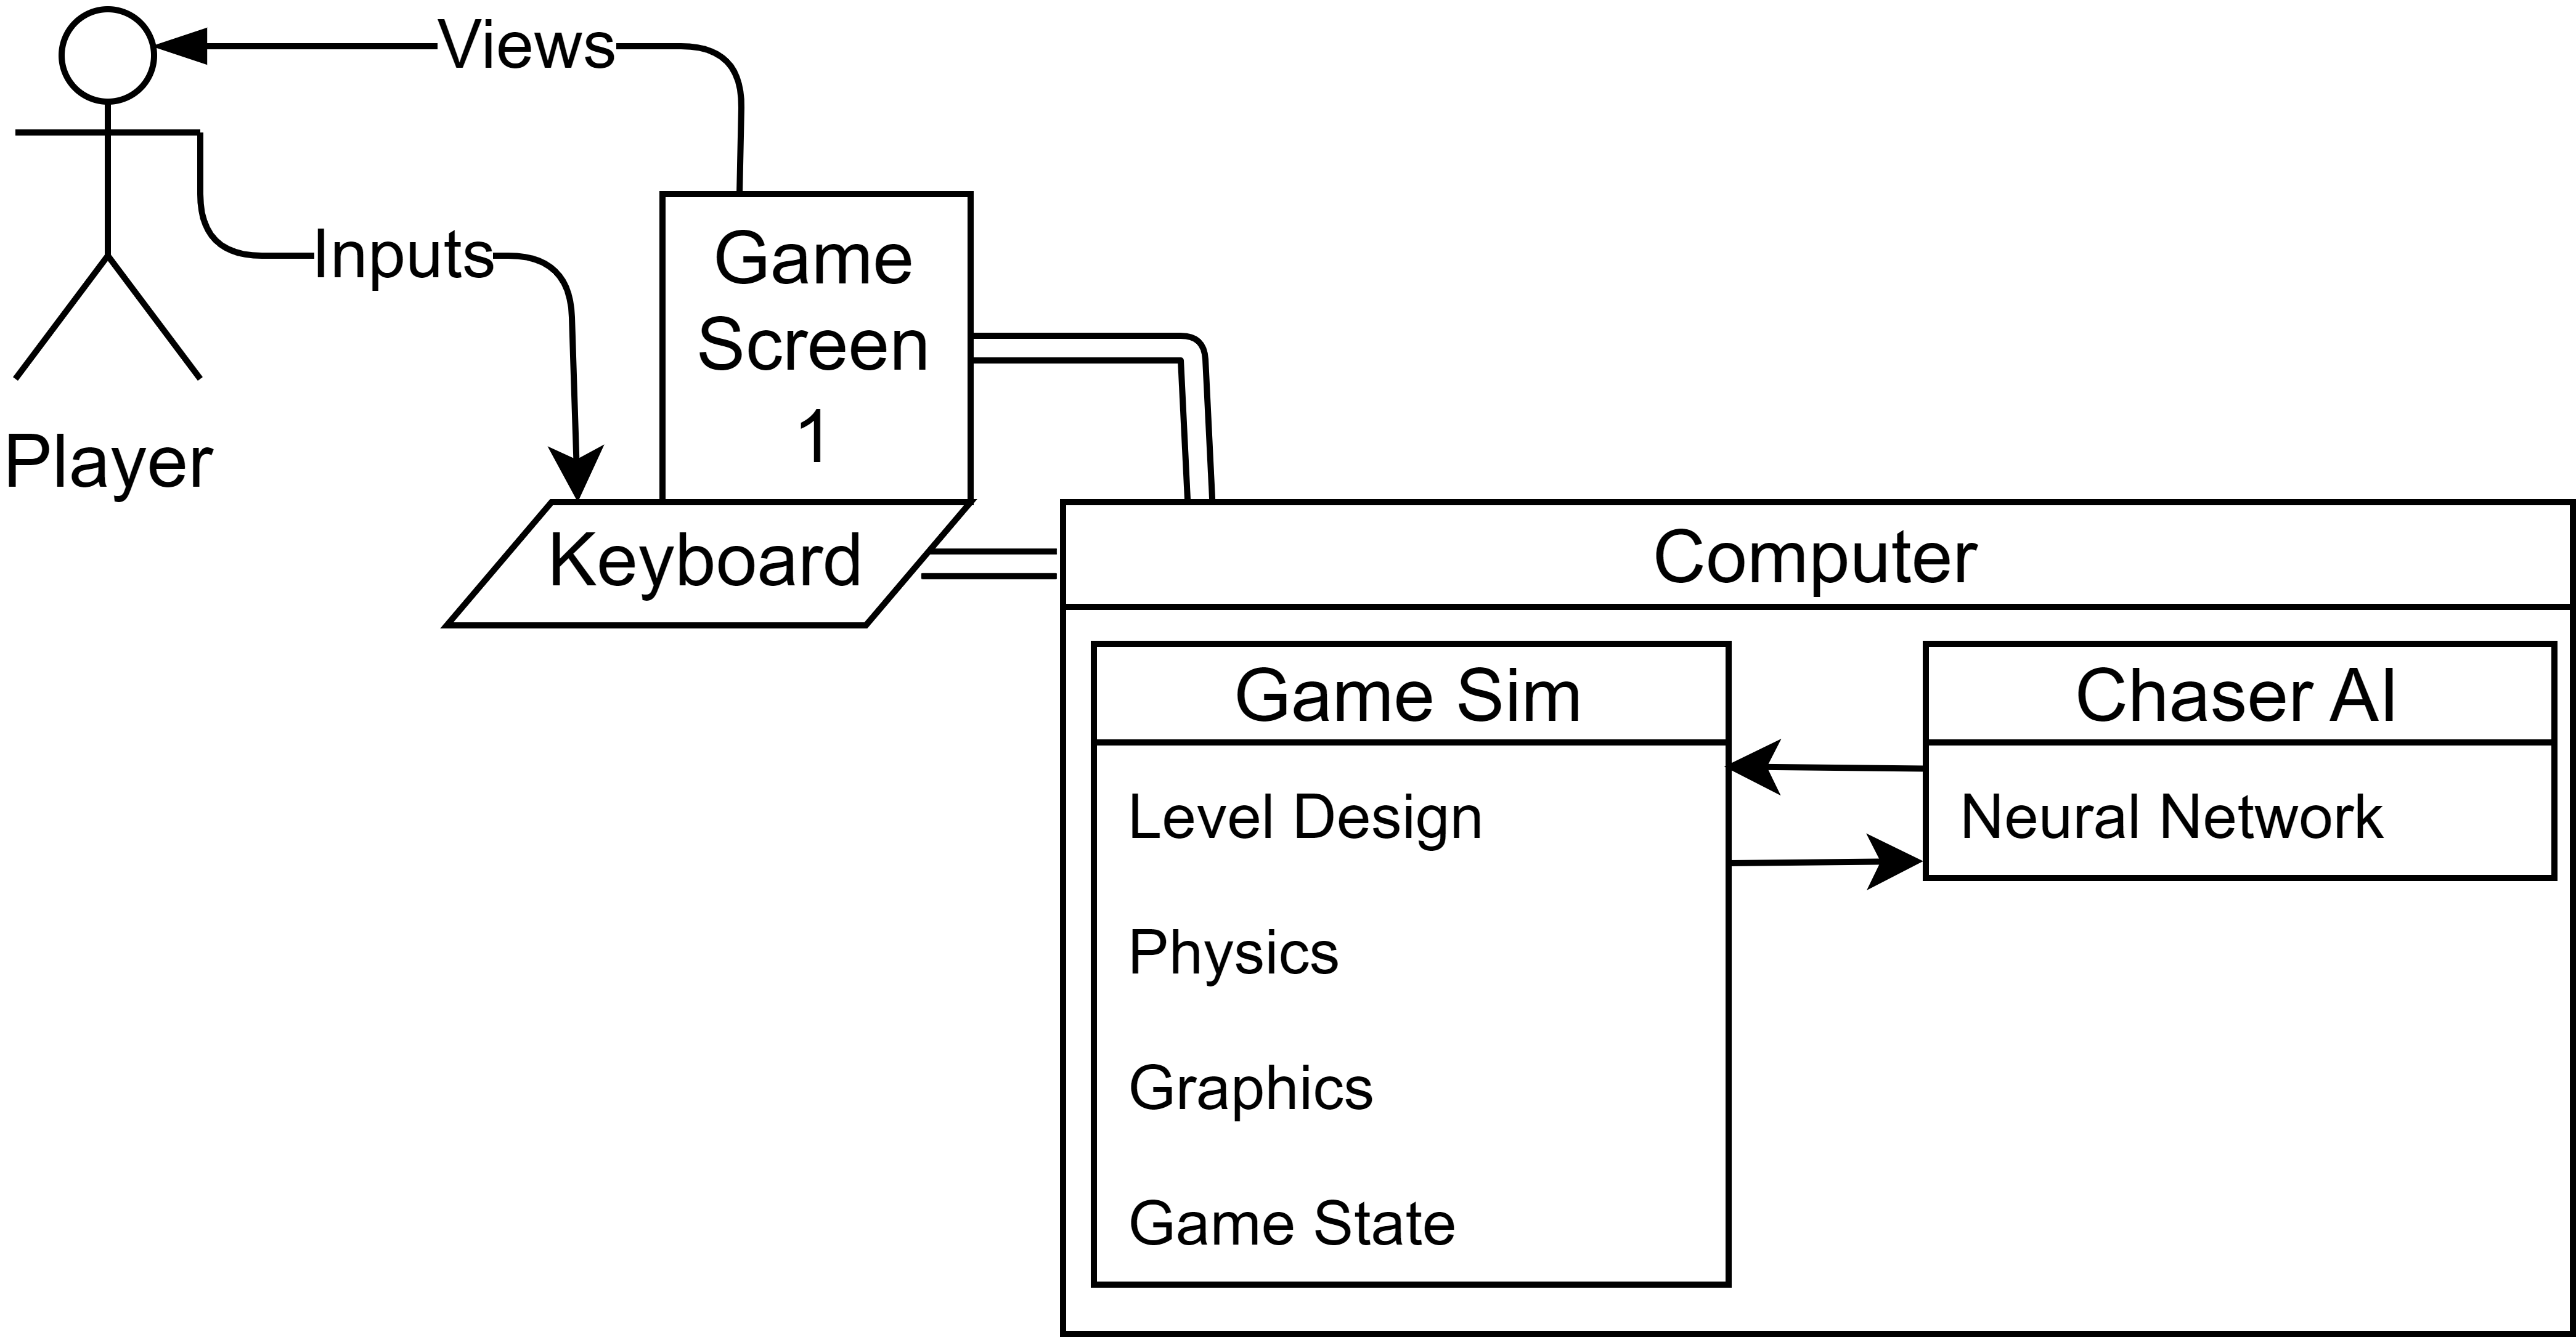 Views
Inputs
Player
Game
Screen
1
Keyboard
Computer
Game Sim
Level Design
Physics
Graphics
Game State
Chaser AI
Neural Network